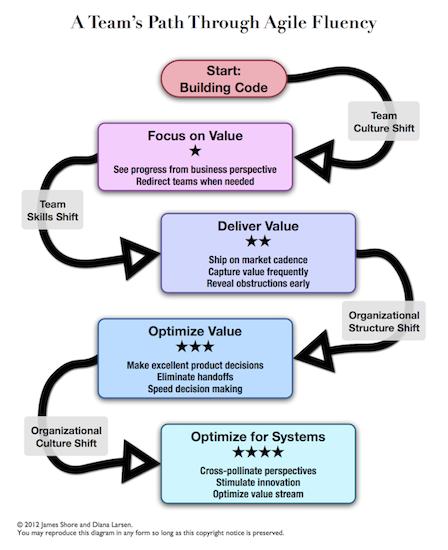 A Team's Path Through Agile Fluency
Start:
Building Code
Team
Culture Shift
Focus on Value
★
See progress from business perspective
Redirect teams when needed
Team
Skills Shift
Deliver Value
★★
Ship on market cadence
Capture value frequently
Reveal obstructions early
Organizational
Structure Shift
Optimize Value
★★★
Make excellent product decisions
Eliminate handoffs
Speed decision making
Organizational
Culture Shift
Optimize for Systems
★★★★
Cross-pollinate perspectives
Stimulate innovation
Optimize value stream
© 2012 James Shore and Diana Larsen.
You may reproduce this diagram in any form so long as this copyright notice is preserved.